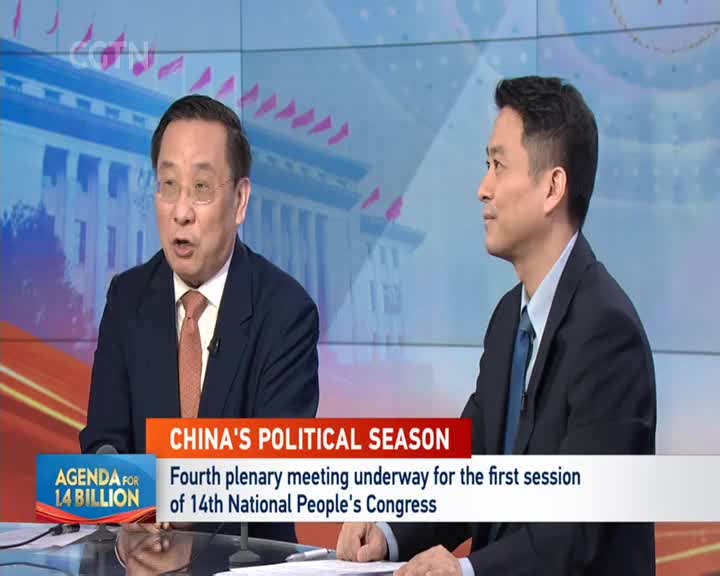 CGTN
CHINA'S POLITICAL SEASON
AGENDA FOR
1.4 BILLION
Fourth plenary meeting underway for the first session
of 14th National People's Congress